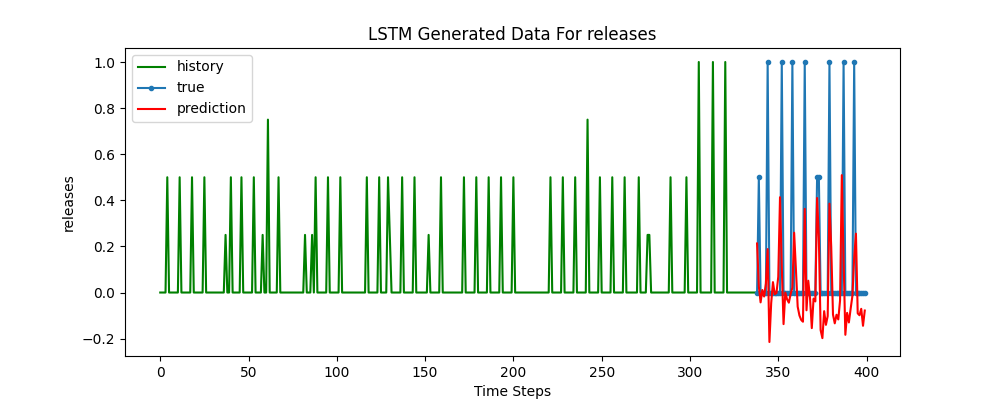 LSTM Generated Data For releases
history
true
prediction
releases
1.0
0.8
0.6
0.4
0.2
0.0
−0.2
0 50 100 150 200 250 300 350 400
Time Steps